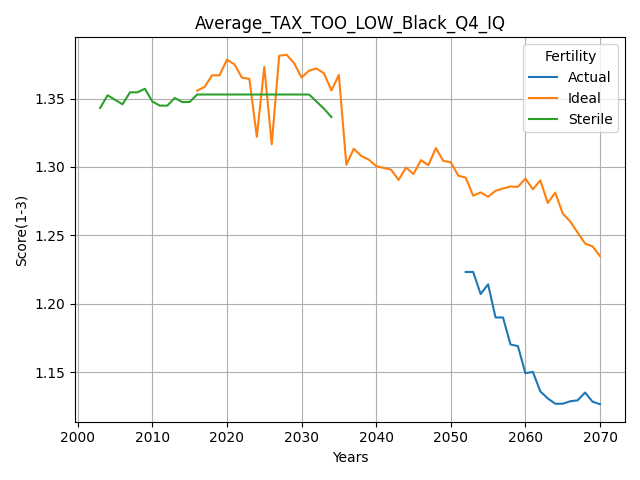 Average_TAX_TOO_LOW_Black_Q4_IQ
Fertility
Actual
Ideal
Sterile
Score(1-3)
1.35
1.30
1.25
1.20
1.15
2000 2010 2020 2030 2040 2050 2060 2070
Years